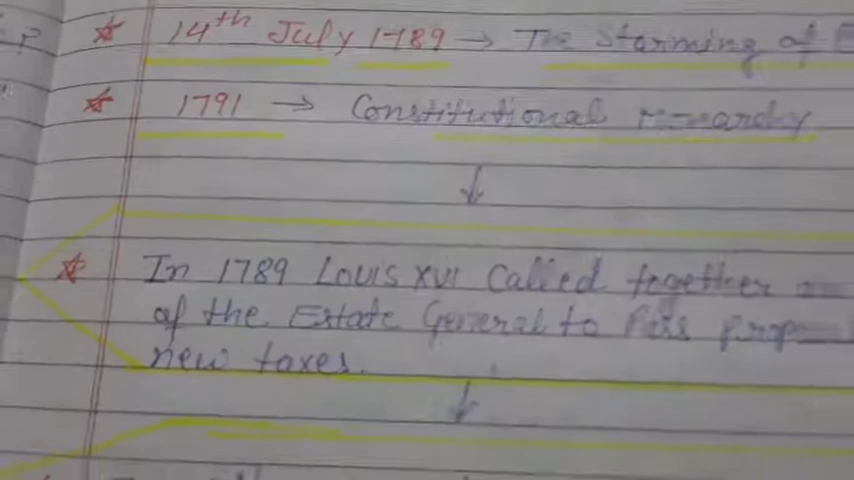 14th July 1789 → The Storming of
1791 → Constitutional monarchy
In 1789 Louis XVI Called together
of the Estate General to Pass
new taxes.